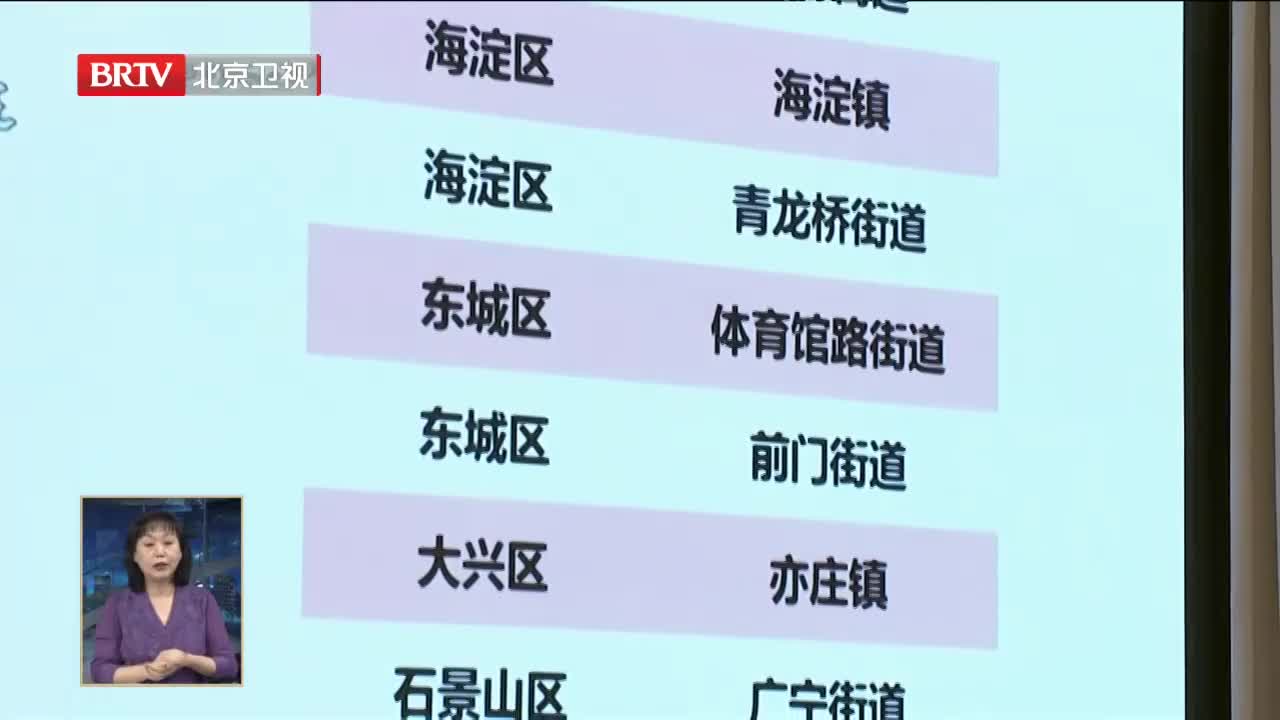 BRTV 北京卫视
海淀区 海淀镇
海淀区 青龙桥街道
东城区 体育馆路街道
东城区 前门街道
大兴区 亦庄镇
石景山区 广宁街道